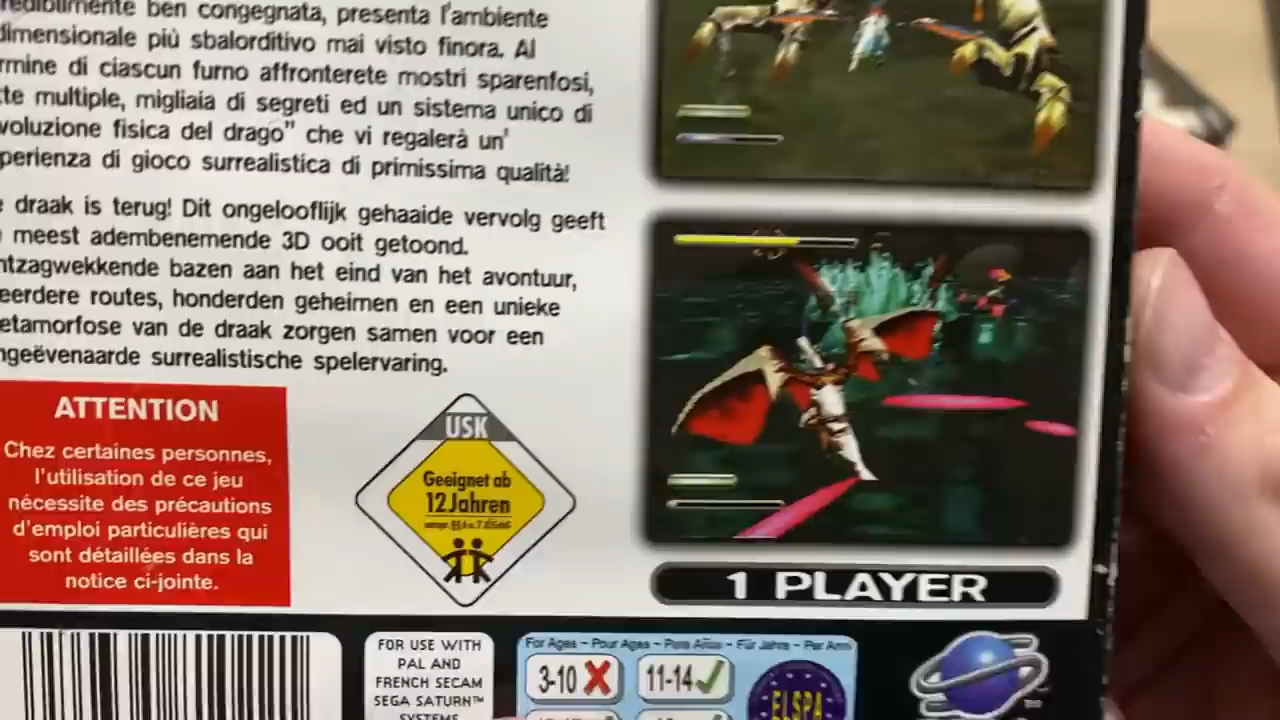 redibilmente ben congegnata, presenta l'ambiente
dimensionale più sbalorditivo mai visto finora. Al
rmine di ciascun furno affronterete mostri sparenfosi,
tte multiple, migliaia di segreti ed un sistema unico di
voluzione fisica del drago" che vi regalerà un'
perienza di gioco surrealistica di primissima qualità!
e draak is terug! Dit ongelooflijk gehaaide vervolg geeft
meest adembenemende 3D ooit getoond.
ntzagwekkende bazen aan het eind van het avontuur,
eerdere routes, honderden geheimen en een unieke
etamorfose van de draak zorgen samen voor een
ngeëvenaarde surrealistische spelervaring.
ATTENTION
Chez certaines personnes,
l'utilisation de ce jeu
nécessite des précautions
d'emploi particulières qui
sont détaillées dans la
notice ci-jointe.
USK
Geeignet ab
12 Jahren
1 PLAYER
FOR USE WITH
PAL AND
FRENCH SECAM
SEGA SATURN™
SYSTEMS
For Ages - Pour Ages - Para Años - Für Jahre - Per Anni
3-10
11-14
ELSPA